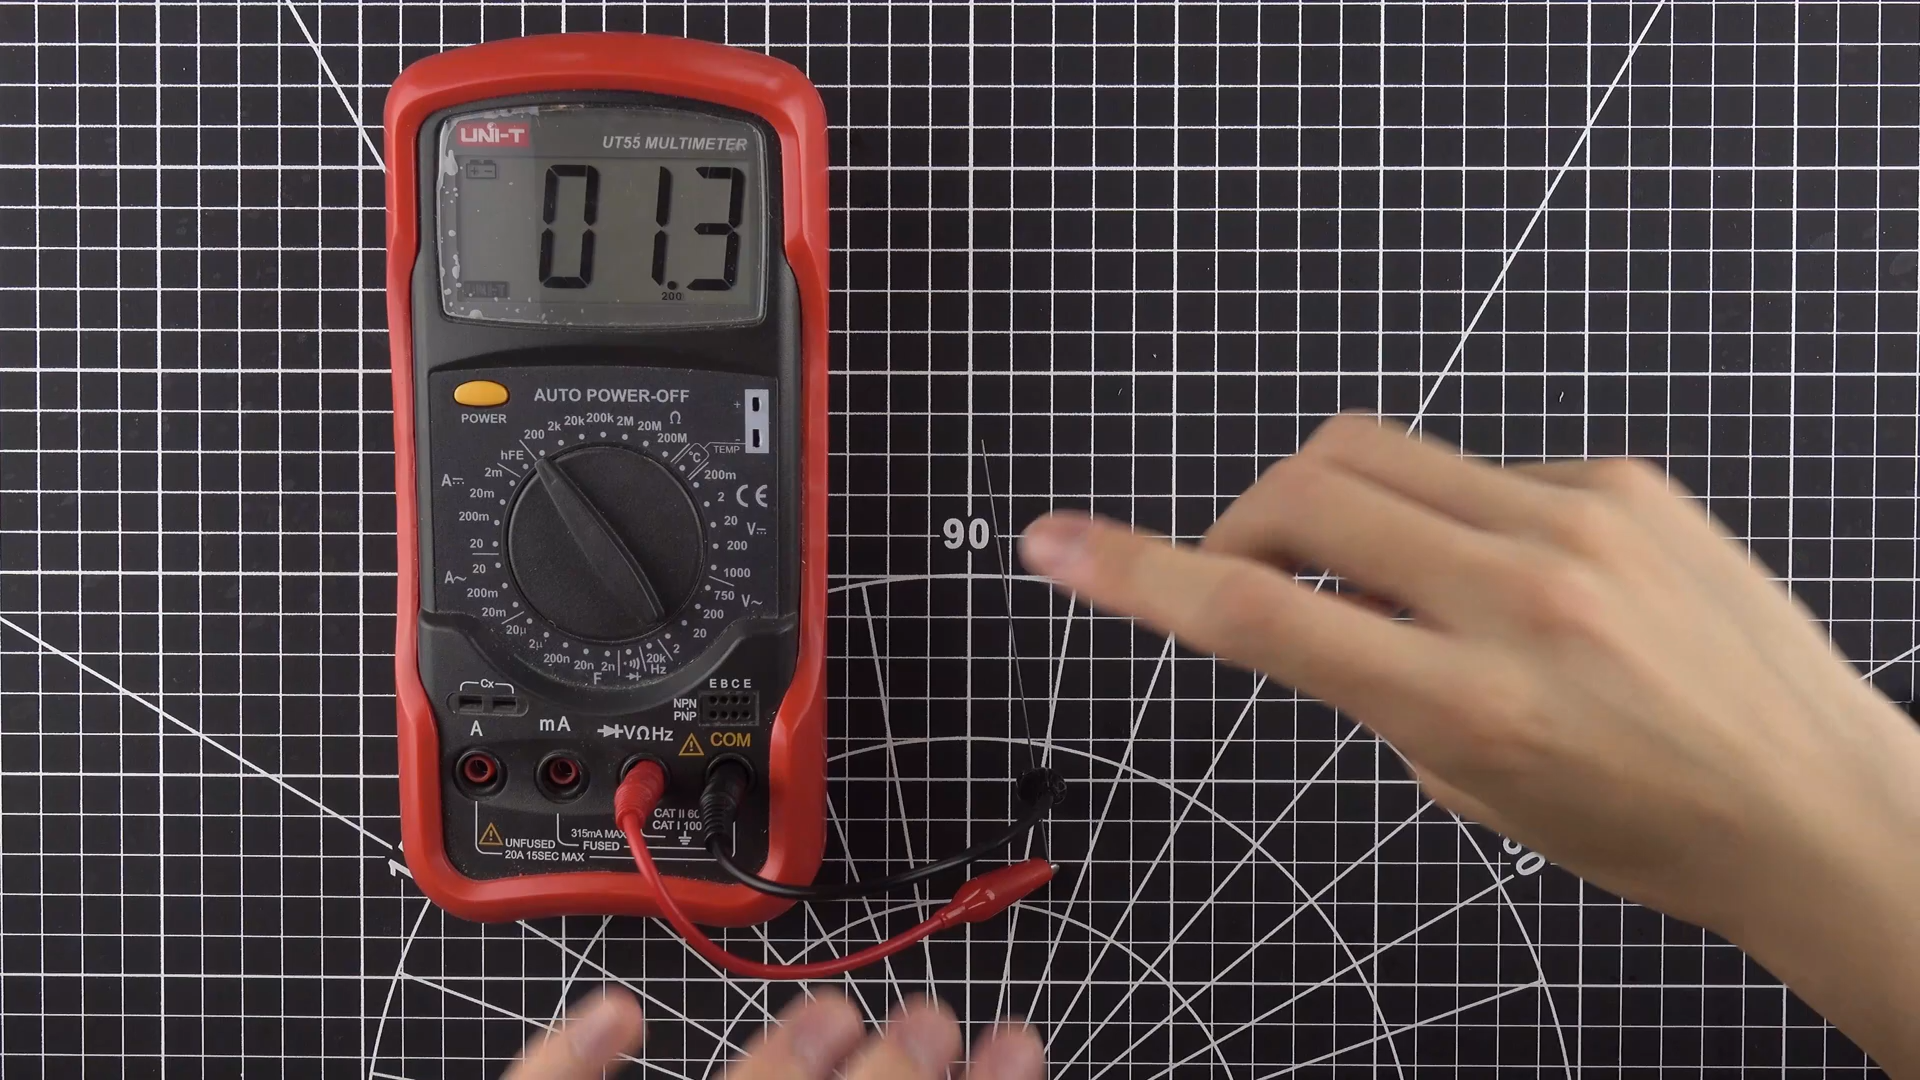 UNI-T
UT55 MULTIMETER
01.3
200
AUTO POWER-OFF
POWER
200 2k 20k 200k 2M 20M Ω
200M
hFE
°C
TEMP
+
-
A 2m
20m
200m
20
A~ 20
200m
20m
20µ
2µ
200n
20n
2n
F
20k
Hz
200m
2
CE
20
V
200
1000
750
V~
200
20
2
Cx
E B C E
NPN
PNP
A
mA
VΩHz
COM
UNFUSED
20A 15SEC MAX
315mA MAX
FUSED
CAT II 60
CAT I 100
90